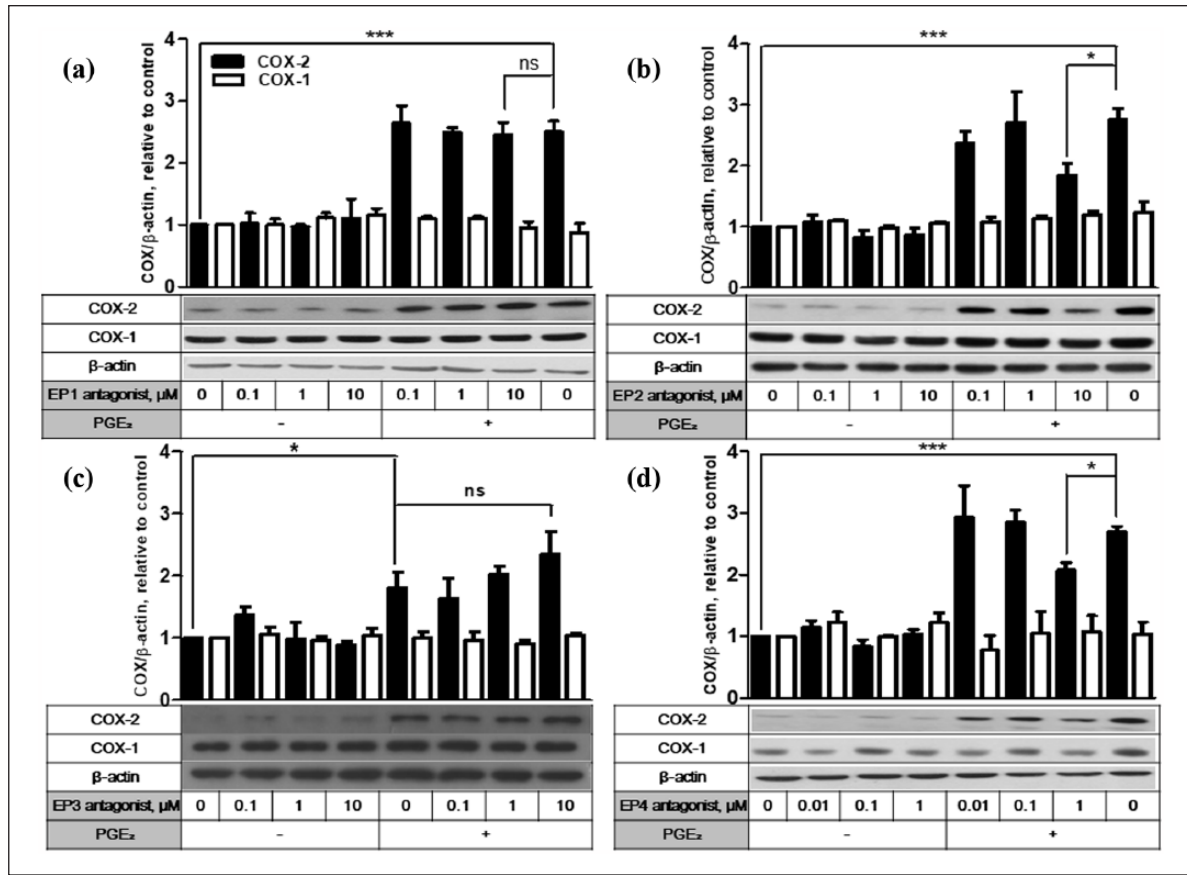 (a)
***
COX-2
COX-1
ns
COX/β-actin, relative to control
4
3
2
1
0
COX-2
COX-1
β-actin
EP1 antagonist, μM 0 0.1 1 10 0.1 1 10 0
PGE₂ - +
(b)
***
*
COX/β-actin, relative to control
4
3
2
1
0
COX-2
COX-1
β-actin
EP2 antagonist, μM 0 0.1 1 10 0.1 1 10 0
PGE₂ - +
(c)
*
ns
COX/β-actin, relative to control
4
3
2
1
0
COX-2
COX-1
β-actin
EP3 antagonist, μM 0 0.1 1 10 0 0.1 1 10
PGE₂ - +
(d)
***
*
COX/β-actin, relative to control
4
3
2
1
0
COX-2
COX-1
β-actin
EP4 antagonist, μM 0 0.01 0.1 1 0.01 0.1 1 0
PGE₂ - +